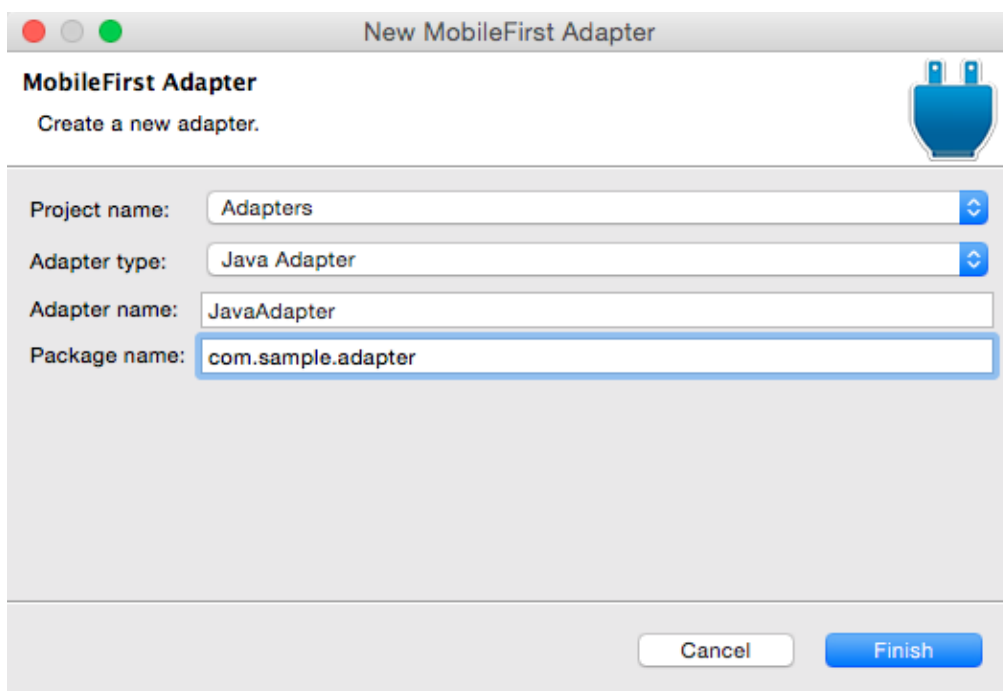 New MobileFirst Adapter
MobileFirst Adapter
Create a new adapter.
Project name: Adapters
Adapter type: Java Adapter
Adapter name: JavaAdapter
Package name: com.sample.adapter
Cancel Finish